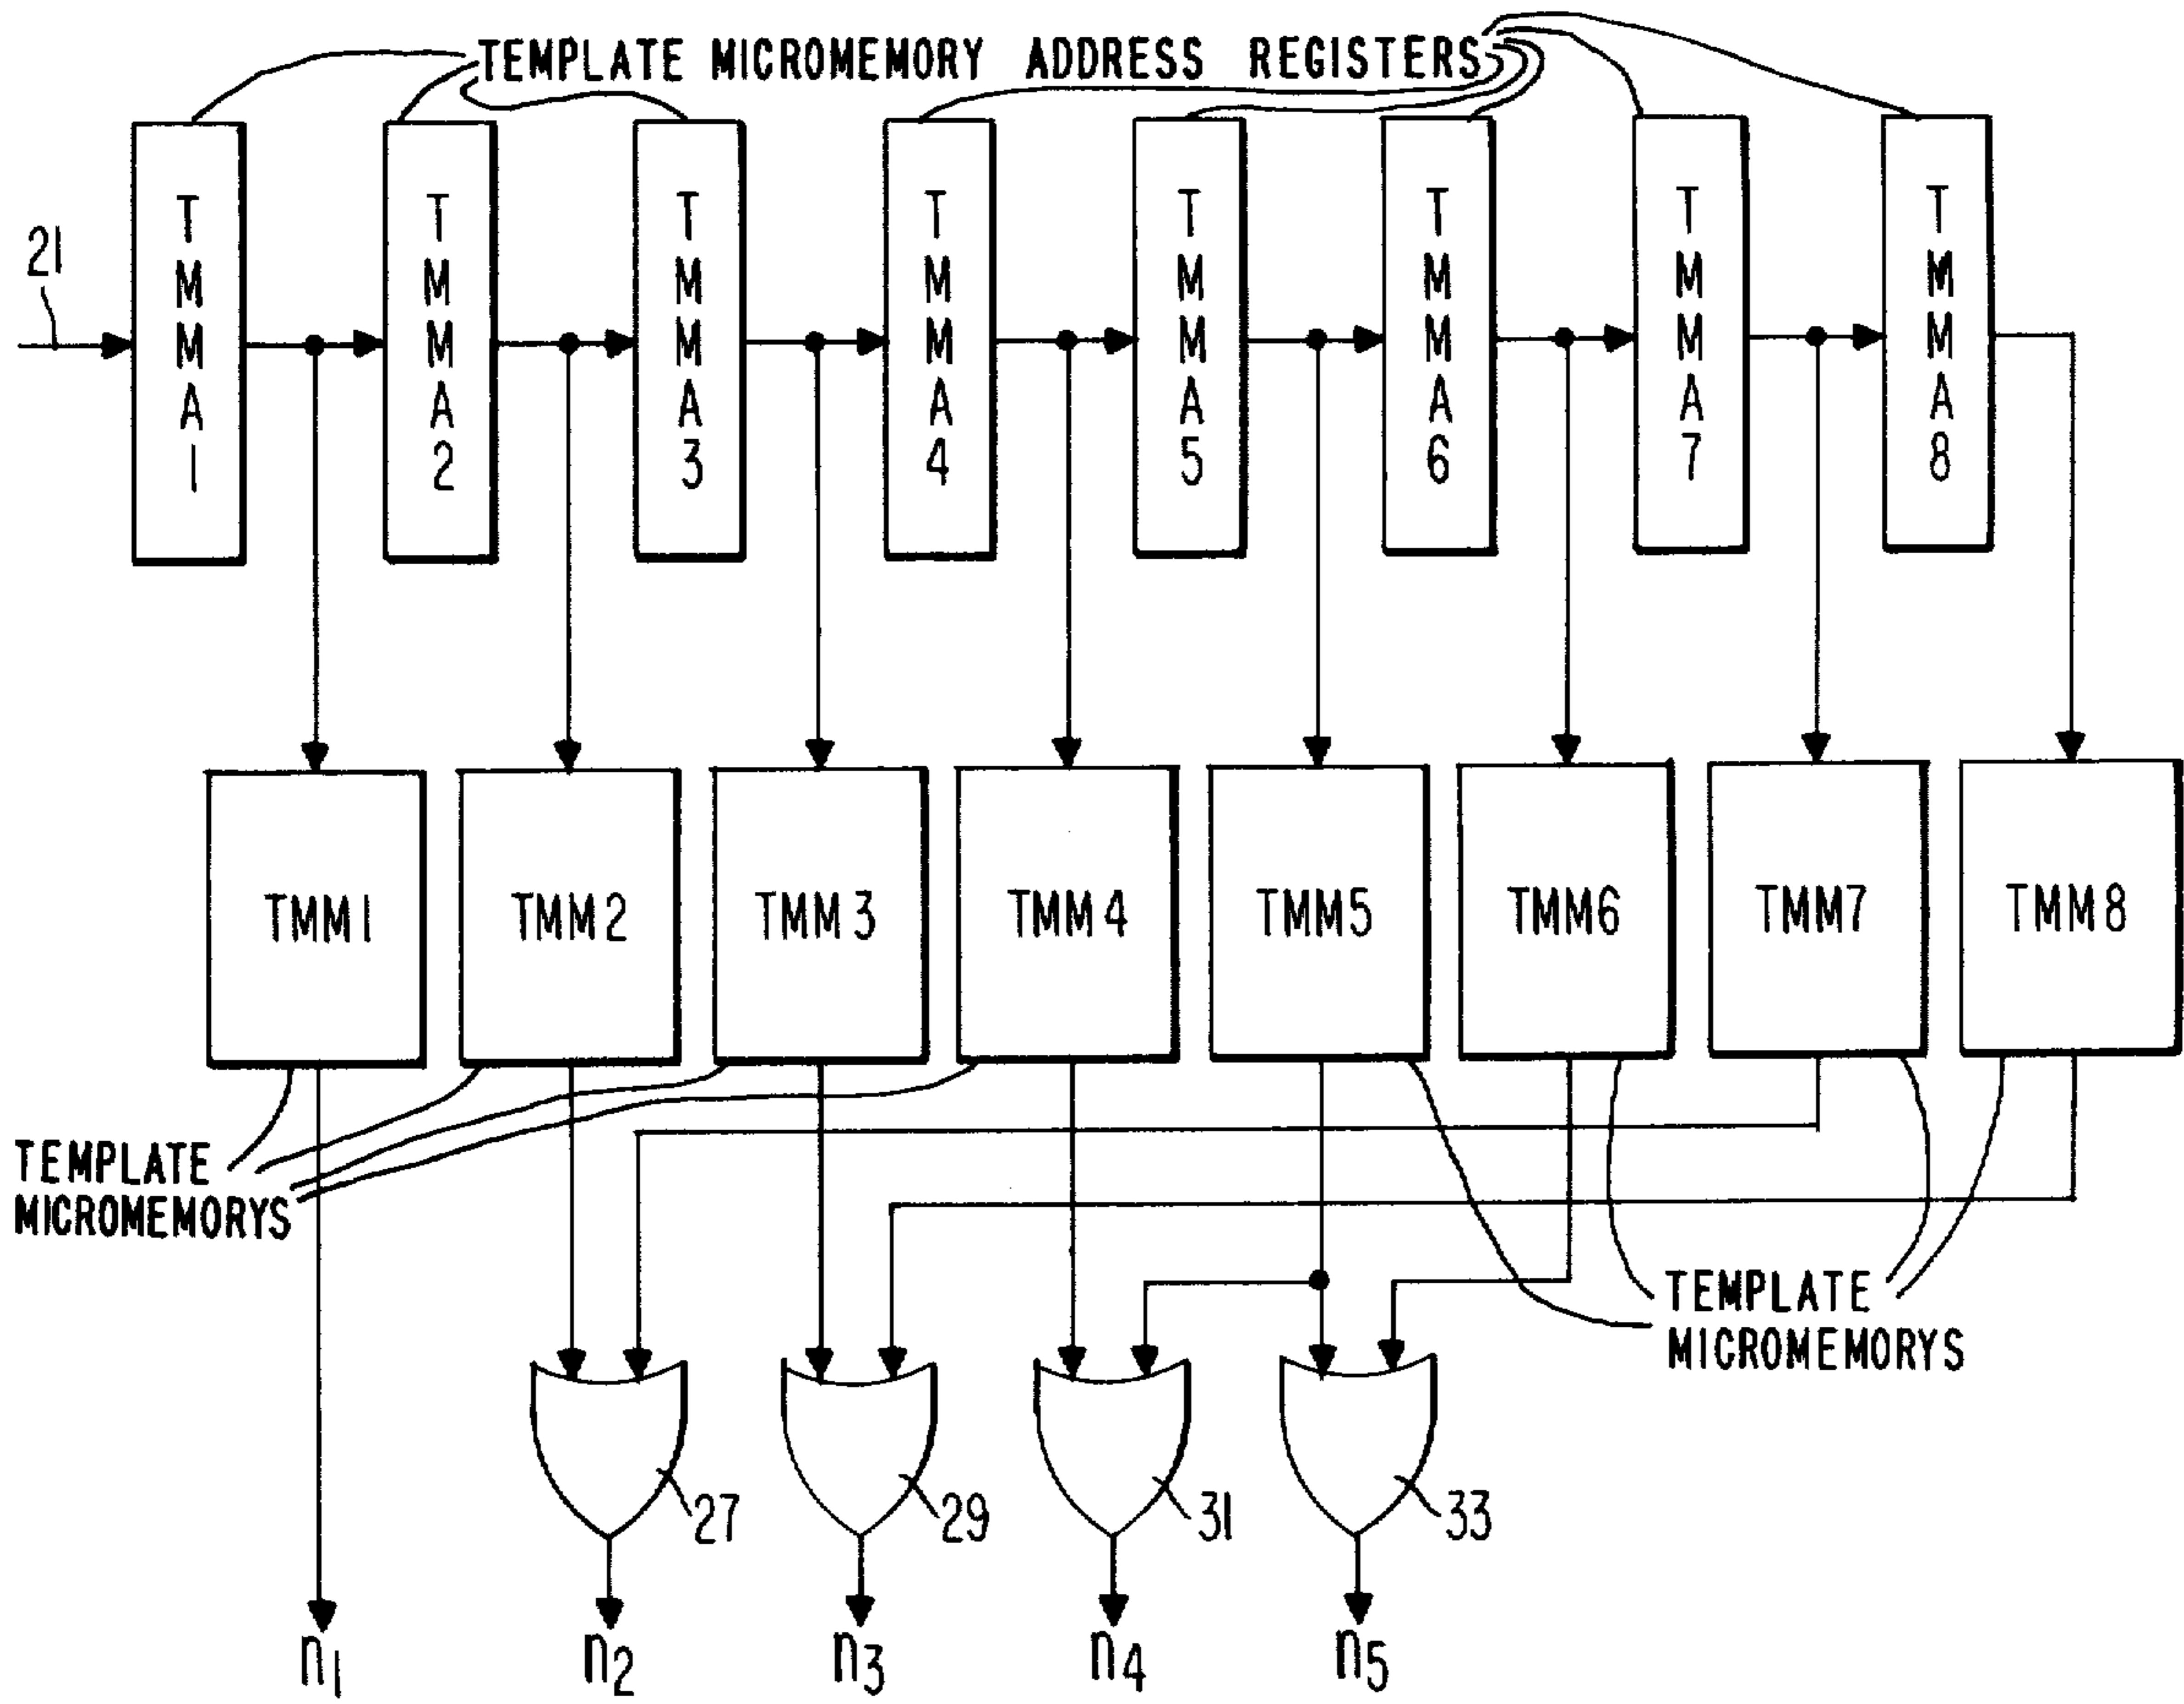 TEMPLATE MICROMEMORY ADDRESS REGISTERS
21
TMMA1
TMMA2
TMMA3
TMMA4
TMMA5
TMMA6
TMMA7
TMMA8
TMM1
TMM2
TMM3
TMM4
TMM5
TMM6
TMM7
TMM8
TEMPLATE
MICROMEMORYS
TEMPLATE
MICROMEMORYS
27
29
31
33
n1
n2
n3
n4
n5